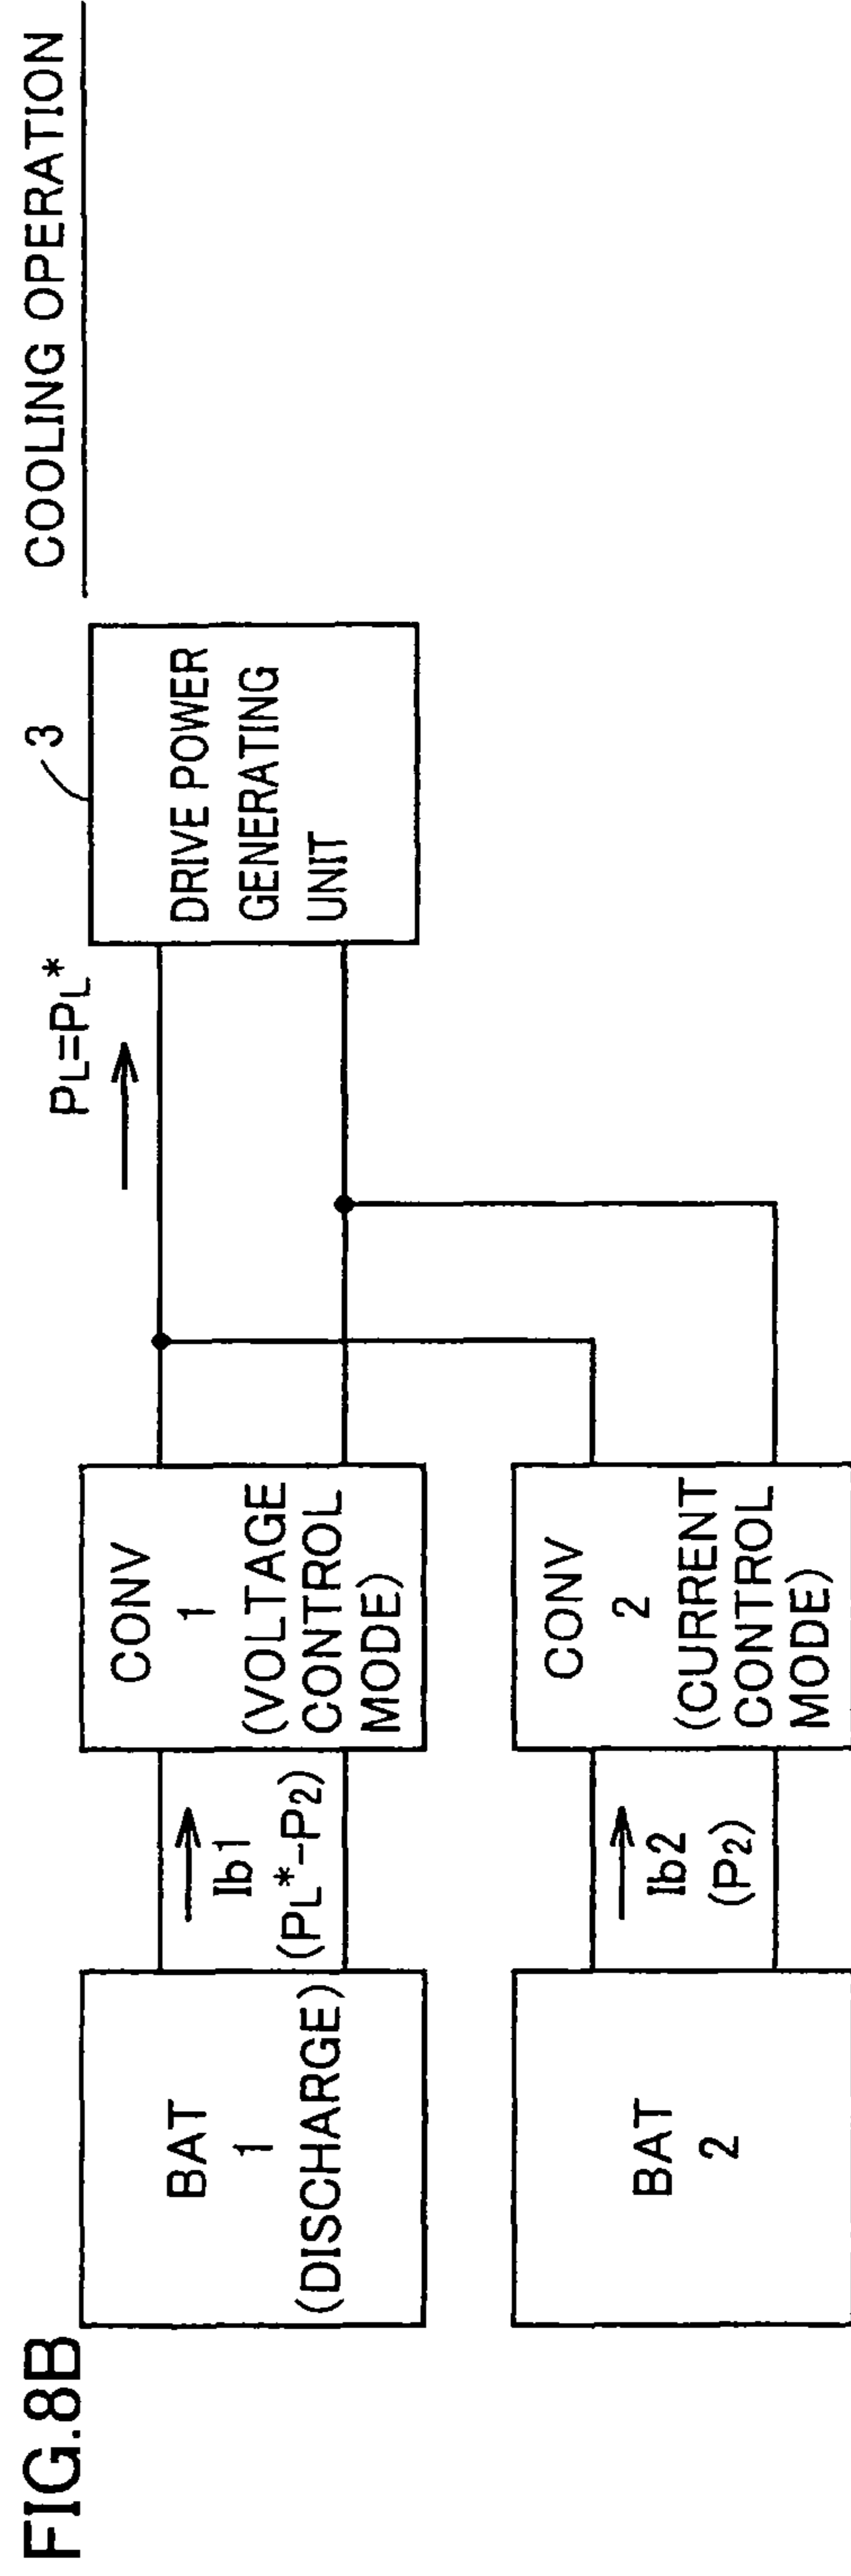 FIG.8B
COOLING OPERATION
BAT
1
(DISCHARGE)
Ib1
(PL*-P2)
CONV
1
(VOLTAGE
CONTROL
MODE)
PL=PL*
3
DRIVE POWER
GENERATING
UNIT
BAT
2
Ib2
(P2)
CONV
2
(CURRENT
CONTROL
MODE)